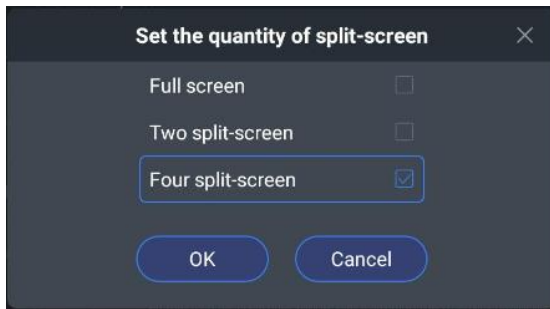 Set the quantity of split-screen
Full screen
Two split-screen
Four split-screen
OK Cancel